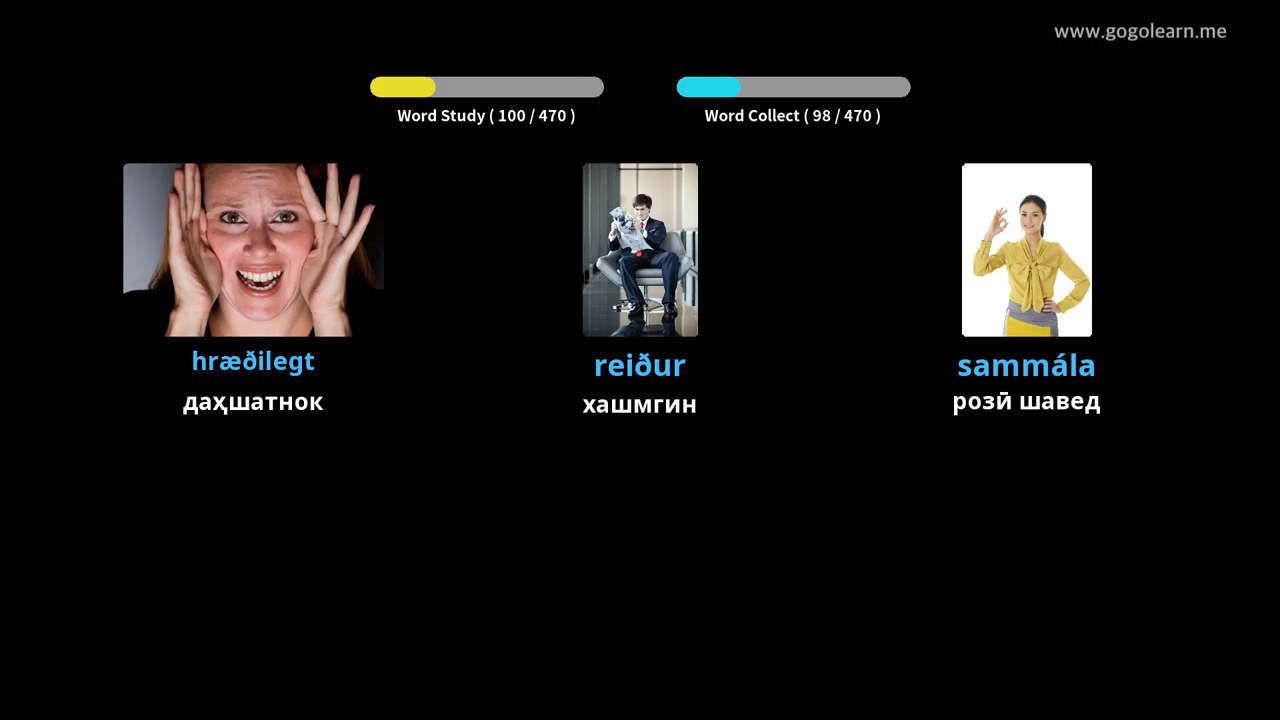 www.gogolearn.me
Word Study ( 100 / 470 )
Word Collect ( 98 / 470 )
hræðilegt
reiður
sammála
даҳшатнок
хашмгин
розӣ шавед